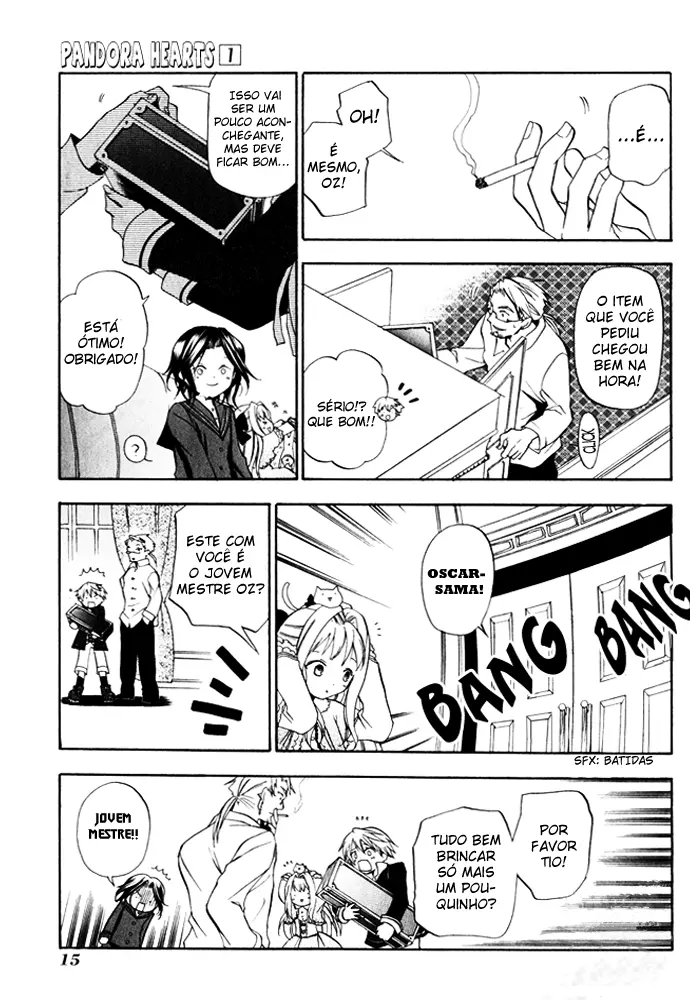 PANDORA HEARTS 1
...É...
OH!
É
MESMO,
OZ!
O ITEM
QUE VOCÊ
PEDIU
CHEGOU
BEM NA
HORA!
CLICK
SÉRIO!?
QUE BOM!!
ISSO VAI
SER UM
POUCO ACON-
CHEGANTE,
MAS DEVE
FICAR BOM...
ESTÁ
ÓTIMO!
OBRIGADO!
?
BANG
BANG
SFX: BATIDAS
OSCAR-
SAMA!
ESTE COM
VOCÊ É
O JOVEM
MESTRE OZ?
POR
FAVOR
TIO!
TUDO BEM
BRINCAR
SÓ MAIS
UM POU-
QUINHO?
JOVEM
MESTRE!!
15